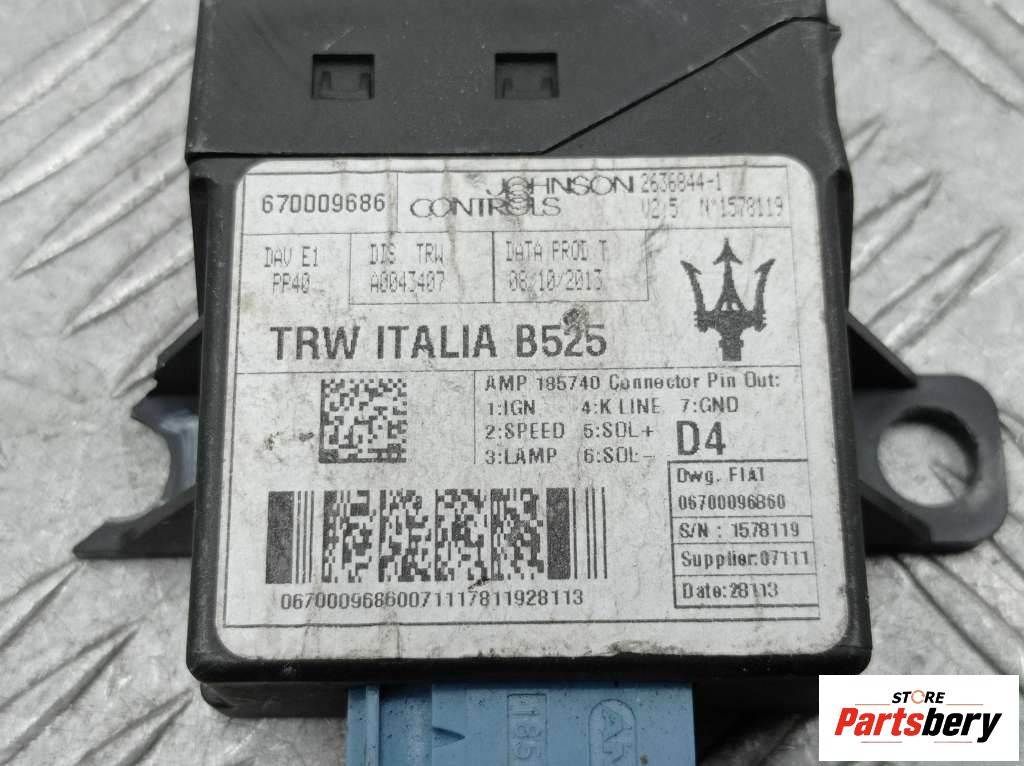 670009686
JOHNSON
CONTROLS
2636844-1
V2/5 N°1578119
DAV E1
PP40
DIS TRW
A0043407
DATA PROD T
08/10/2013
TRW ITALIA B525
AMP 185740 Connector Pin Out:
1:IGN 4:K LINE 7:GND
2:SPEED 5:SOL+
3:LAMP 6:SOL-
D4
Dwg. FIAT
06700096860
S/N : 1578119
Supplier:07111
Date:28113
067000968600711117811928113
STORE
Partsbery